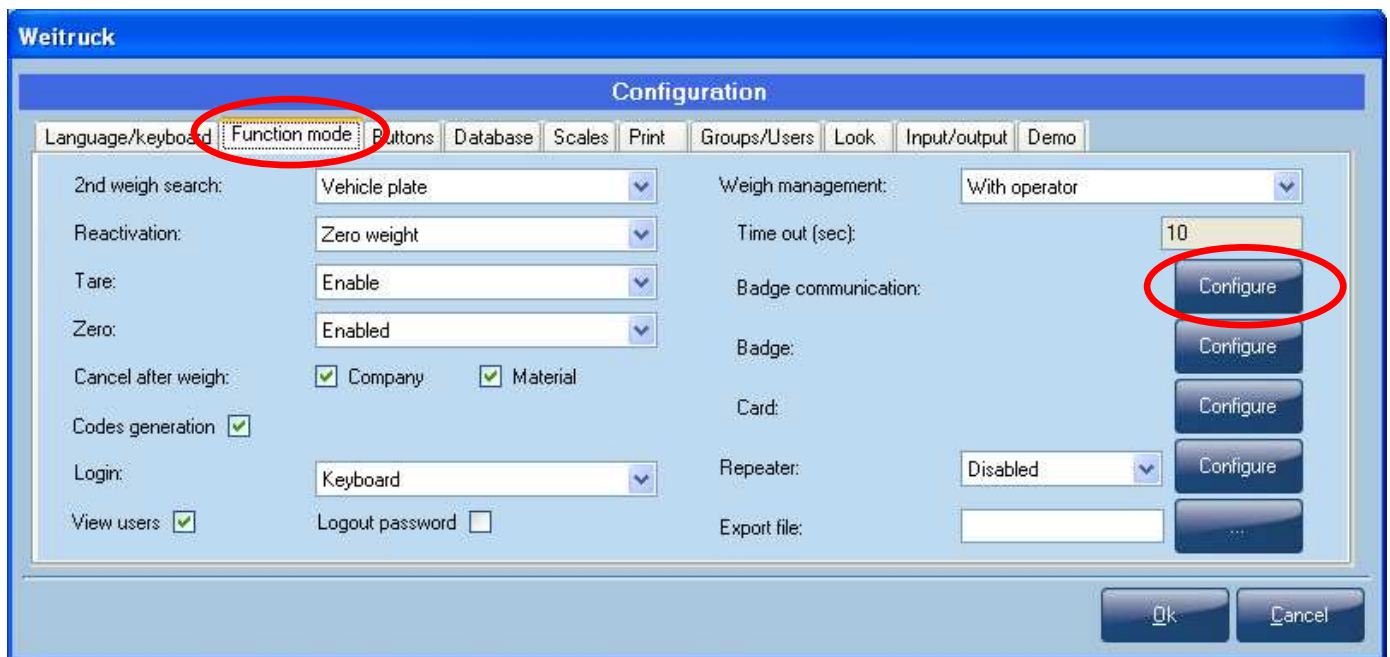 Weitruck
Configuration
Language/keyboard Function mode Buttons Database Scales Print Groups/Users Look Input/output Demo
2nd weigh search: Vehicle plate Weigh management: With operator
Reactivation: Zero weight Time out (sec): 10
Tare: Enable Badge communication: Configure
Zero: Enabled Badge: Configure
Cancel after weigh: Company Material Card: Configure
Codes generation
Login: Keyboard Repeater: Disabled Configure
View users Logout password Export file: ...
Ok Cancel